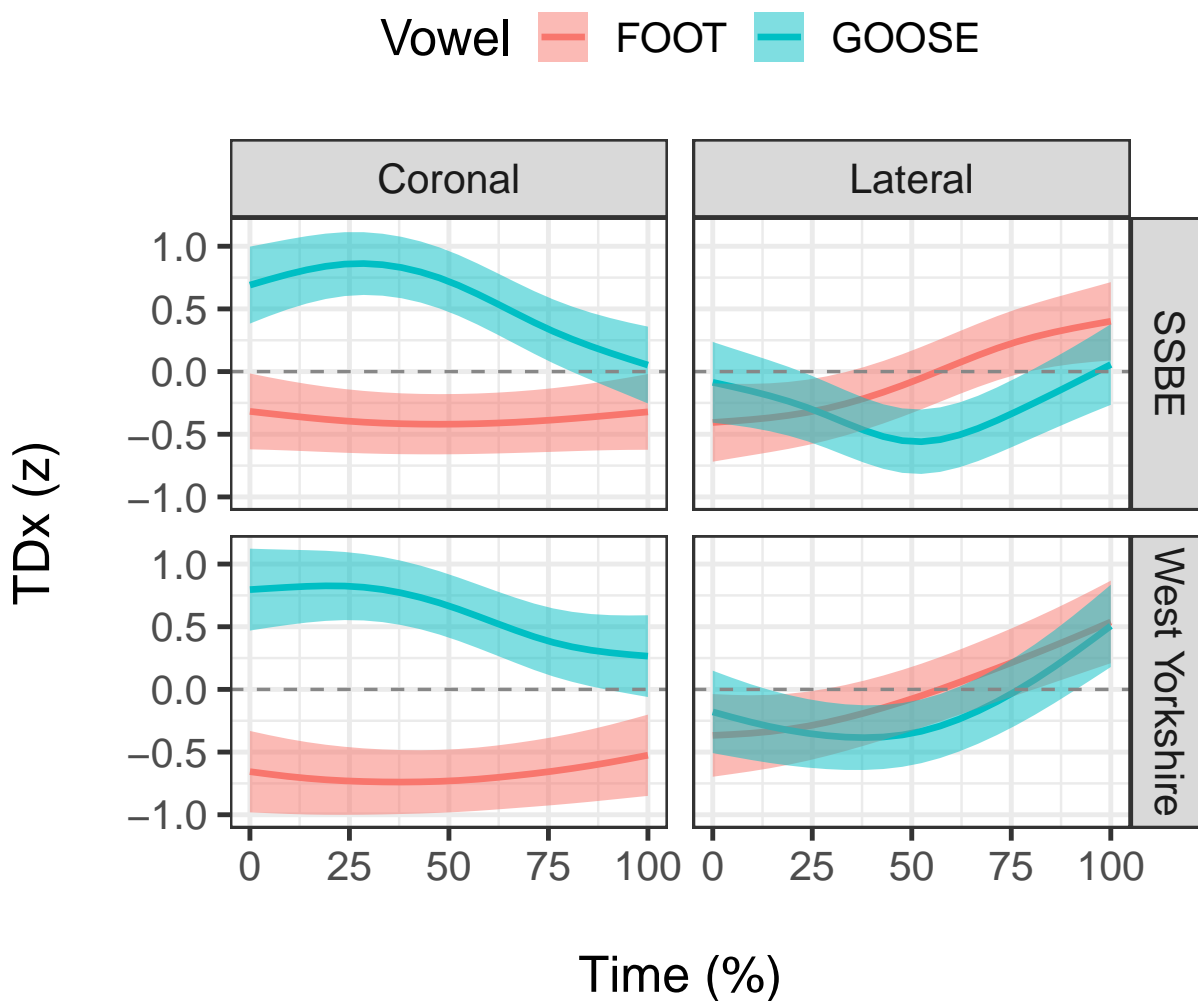 Vowel FOOT GOOSE
Coronal Lateral
1.0
0.5
0.0
−0.5
−1.0
SSBE
1.0
0.5
0.0
−0.5
−1.0
West Yorkshire
TDx (z)
0 25 50 75 100 0 25 50 75 100
Time (%)